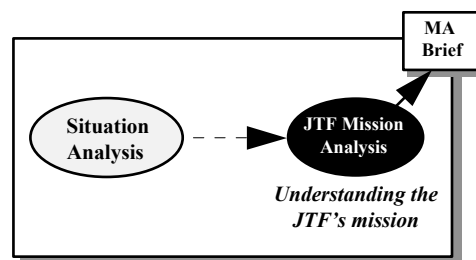 MA
Brief
Situation
Analysis
JTF Mission
Analysis
Understanding the
JTF's mission